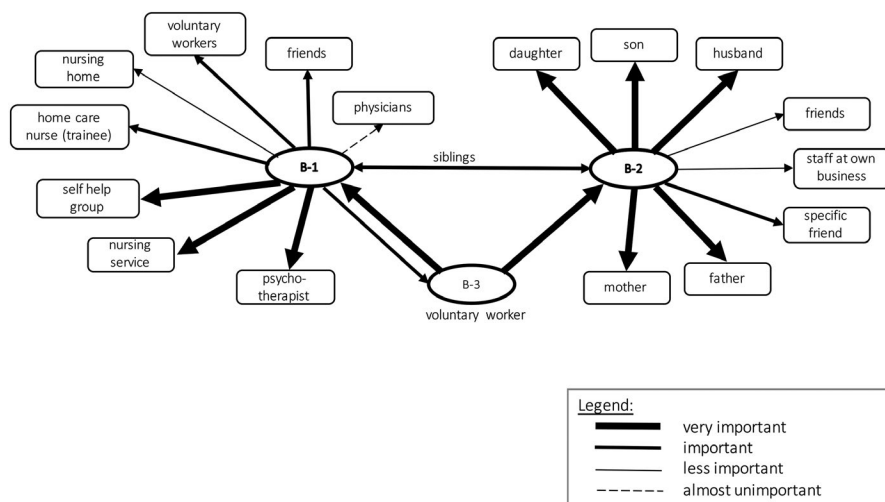 voluntary
workers
nursing
home
friends
physicians
home care
nurse (trainee)
self help
group
nursing
service
psycho-
therapist
B-1
siblings
B-2
B-3
voluntary worker
daughter
son
husband
friends
staff at own
business
specific
friend
mother
father
Legend:
very important
important
less important
almost unimportant